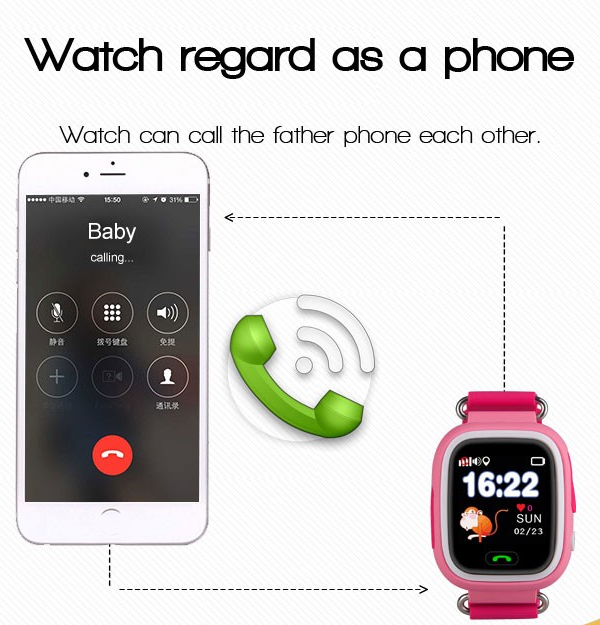 Watch regard as a phone
Watch can call the father phone each other.
中国移动 15:50 31%
Baby
calling...
静音 拨号键盘 免提
通讯录
16:22
0
SUN
02/23